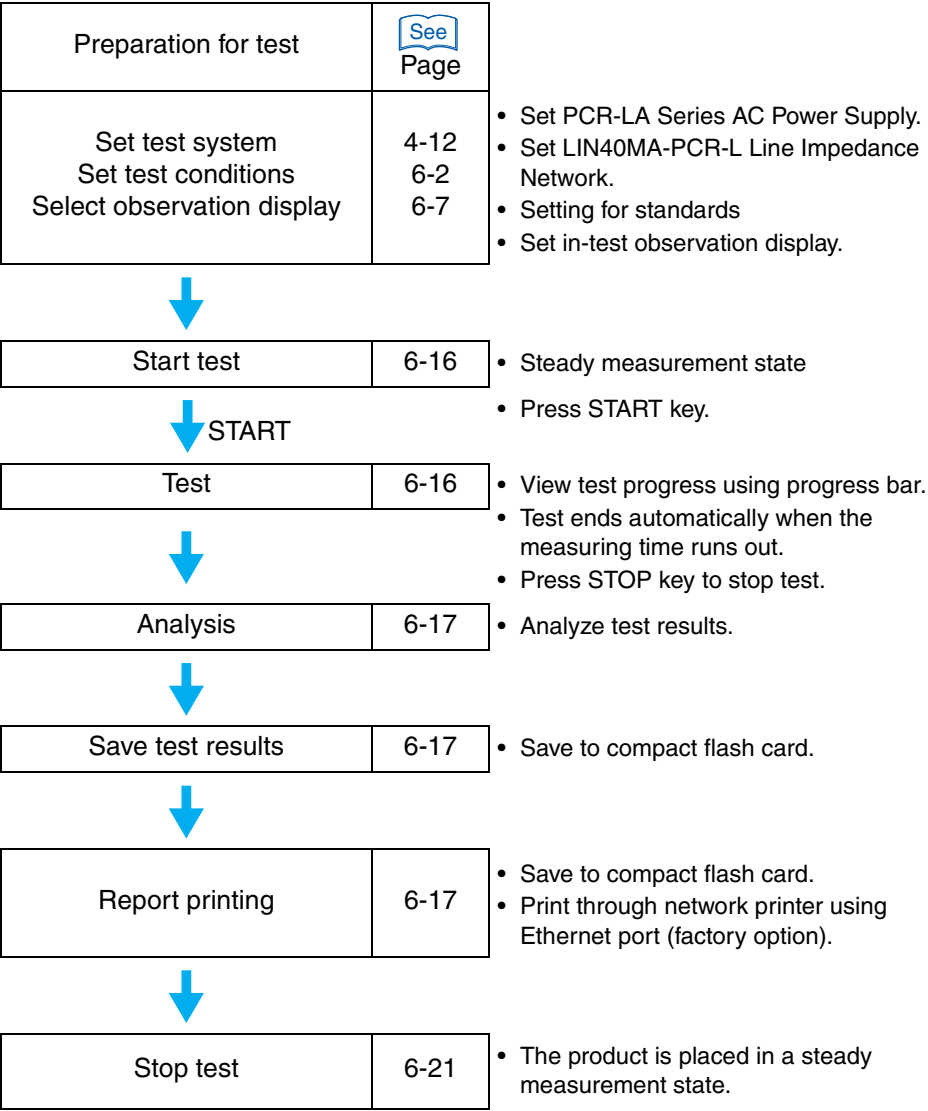 Preparation for test
See
Page
Set test system
4-12
Set test conditions
6-2
Select observation display
6-7
• Set PCR-LA Series AC Power Supply.
• Set LIN40MA-PCR-L Line Impedance
Network.
• Setting for standards
• Set in-test observation display.
Start test
6-16
• Steady measurement state
• Press START key.
START
Test
6-16
• View test progress using progress bar.
• Test ends automatically when the
measuring time runs out.
• Press STOP key to stop test.
Analysis
6-17
• Analyze test results.
Save test results
6-17
• Save to compact flash card.
Report printing
6-17
• Save to compact flash card.
• Print through network printer using
Ethernet port (factory option).
Stop test
6-21
• The product is placed in a steady
measurement state.